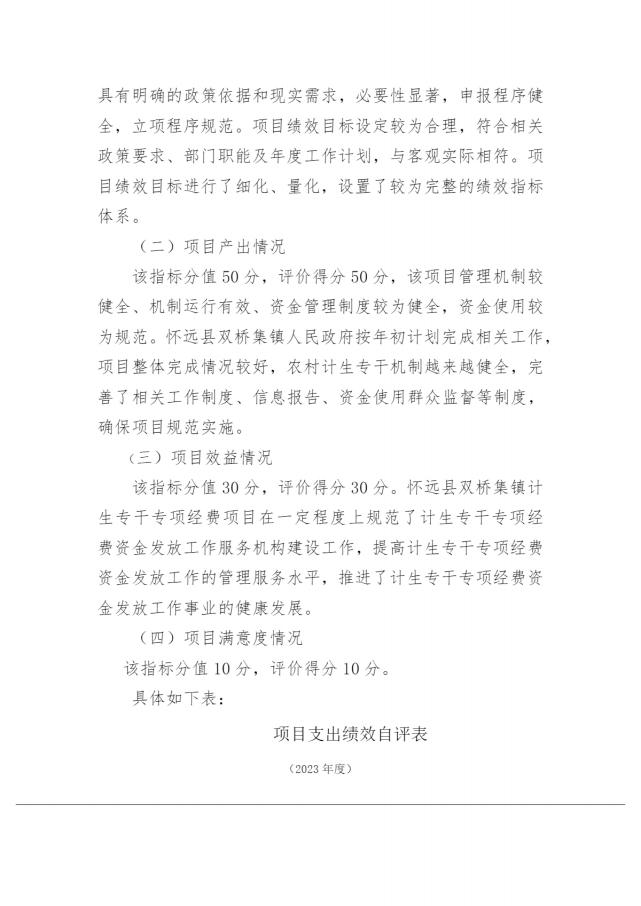 具有明确的政策依据和现实需求，必要性显著，申报程序健
全，立项程序规范。项目绩效目标设定较为合理，符合相关
政策要求、部门职能及年度工作计划，与客观实际相符。项
目绩效目标进行了细化、量化，设置了较为完整的绩效指标
体系。
（二）项目产出情况
该指标分值 50 分，评价得分 50 分，该项目管理机制较
健全、机制运行有效、资金管理制度较为健全，资金使用较
为规范。怀远县双桥集镇人民政府按年初计划完成相关工作，
项目整体完成情况较好，农村计生专干机制越来越健全，完
善了相关工作制度、信息报告、资金使用群众监督等制度，
确保项目规范实施。
（三）项目效益情况
该指标分值 30 分，评价得分 30 分。怀远县双桥集镇计
生专干专项经费项目在一定程度上规范了计生专干专项经
费资金发放工作服务机构建设工作，提高计生专干专项经费
资金发放工作的管理服务水平，推进了计生专干专项经费资
金发放工作事业的健康发展。
（四）项目满意度情况
该指标分值 10 分，评价得分 10 分。
具体如下表：
项目支出绩效自评表
（2023 年度）